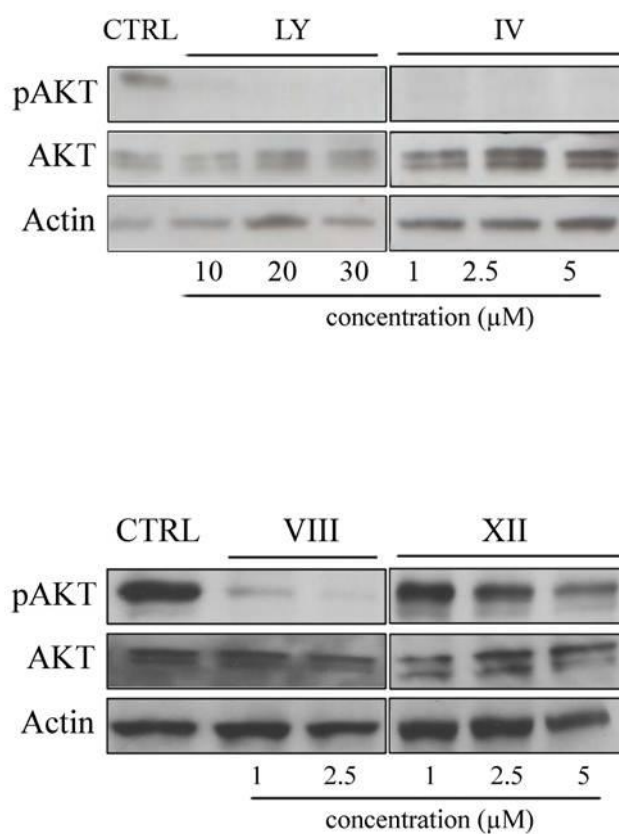 CTRL LY IV
pAKT
AKT
Actin
10 20 30 1 2.5 5
concentration (µM)
CTRL VIII XII
pAKT
AKT
Actin
1 2.5 1 2.5 5
concentration (µM)